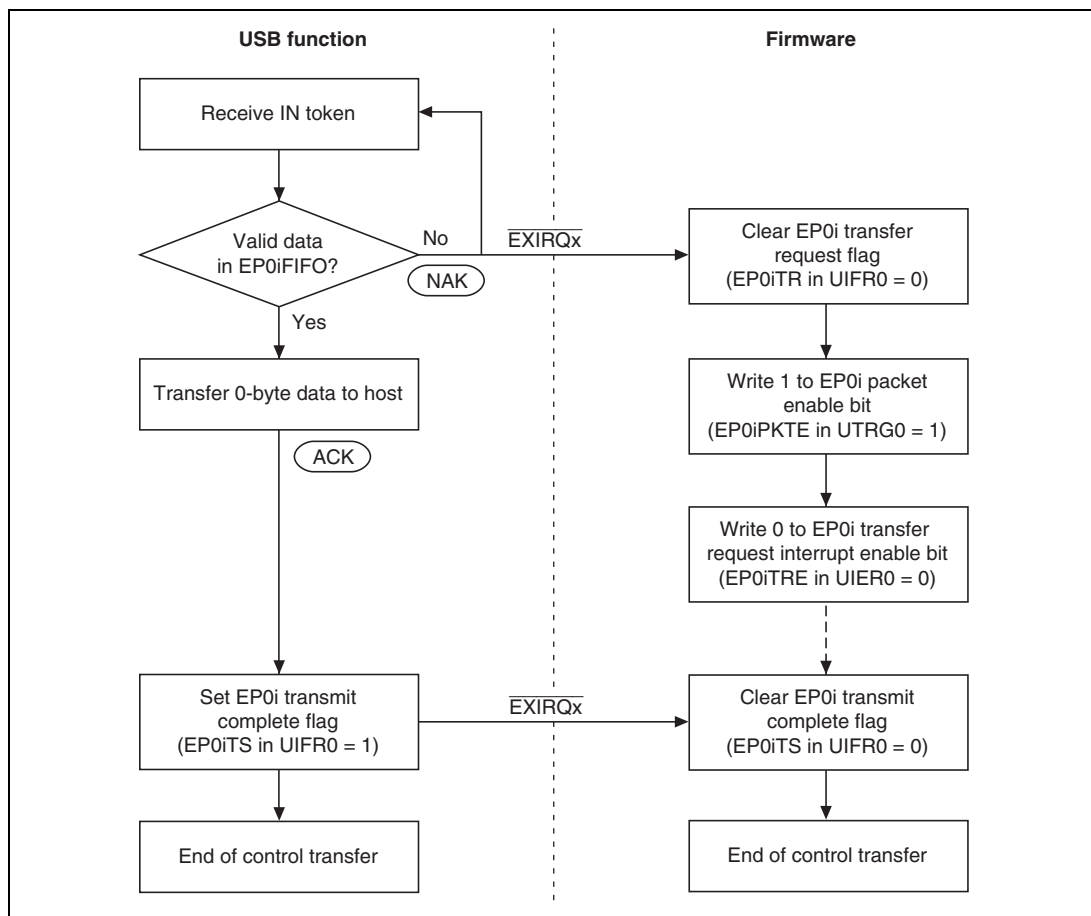 USB function
Firmware
Receive IN token
Valid data
in EP0iFIFO?
No
NAK
EXIRQx
Clear EP0i transfer
request flag
(EP0iTR in UIFR0 = 0)
Yes
Transfer 0-byte data to host
ACK
Write 1 to EP0i packet
enable bit
(EP0iPKTE in UTRG0 = 1)
Write 0 to EP0i transfer
request interrupt enable bit
(EP0iTRE in UIER0 = 0)
Set EP0i transmit
complete flag
(EP0iTS in UIFR0 = 1)
EXIRQx
Clear EP0i transmit
complete flag
(EP0iTS in UIFR0 = 0)
End of control transfer
End of control transfer